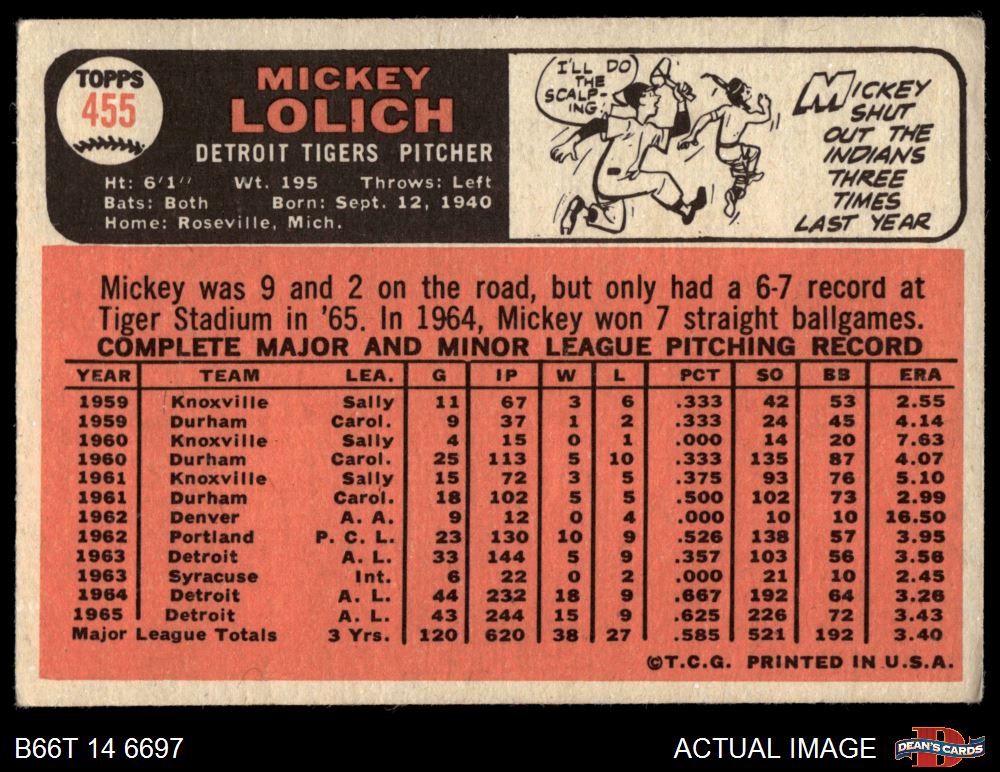 TOPPS
455
MICKEY
LOLICH
DETROIT TIGERS PITCHER
Ht: 6'1" Wt. 195 Throws: Left
Bats: Both Born: Sept. 12, 1940
Home: Roseville, Mich.
I'LL DO
THE
SCALP-
ING!
MICKEY
SHUT
OUT THE
INDIANS
THREE
TIMES
LAST YEAR
Mickey was 9 and 2 on the road, but only had a 6-7 record at
Tiger Stadium in '65. In 1964, Mickey won 7 straight ballgames.
COMPLETE MAJOR AND MINOR LEAGUE PITCHING RECORD
YEAR TEAM LEA. G IP W L PCT SO BB ERA
1959 Knoxville Sally 11 67 3 6 .333 42 53 2.55
1959 Durham Carol. 9 37 1 2 .333 24 45 4.14
1960 Knoxville Sally 4 15 0 1 .000 14 20 7.63
1960 Durham Carol. 25 113 5 10 .333 135 87 4.07
1961 Knoxville Sally 15 72 3 5 .375 93 76 5.10
1961 Durham Carol. 18 102 5 5 .500 102 73 2.99
1962 Denver A. A. 9 12 0 4 .000 10 10 16.50
1962 Portland P. C. L. 23 130 10 9 .526 138 57 3.95
1963 Detroit A. L. 33 144 5 9 .357 103 56 3.56
1963 Syracuse Int. 6 22 0 2 .000 21 10 2.45
1964 Detroit A. L. 44 232 18 9 .667 192 64 3.26
1965 Detroit A. L. 43 244 15 9 .625 226 72 3.43
Major League Totals 3 Yrs. 120 620 38 27 .585 521 192 3.40
©T.C.G. PRINTED IN U.S.A.
B66T 14 6697
ACTUAL IMAGE
DEAN'S CARDS